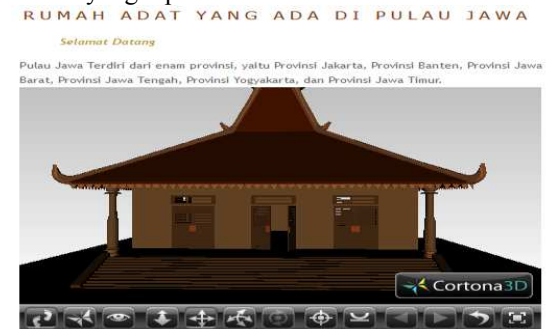 RUMAH ADAT YANG ADA DI PULAU JAWA
Selamat Datang
Pulau Jawa Terdiri dari enam provinsi, yaitu Provinsi Jakarta, Provinsi Banten, Provinsi Jawa
Barat, Provinsi Jawa Tengah, Provinsi Yogyakarta, dan Provinsi Jawa Timur.
Cortona3D